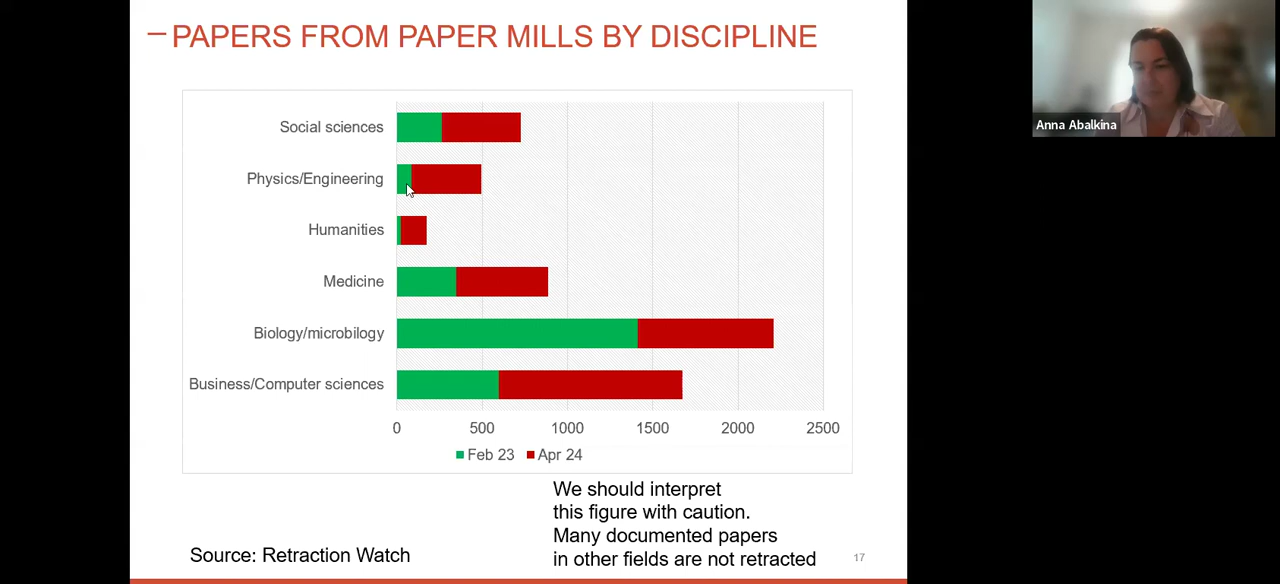 PAPERS FROM PAPER MILLS BY DISCIPLINE
Anna Abalkina
Social sciences
Physics/Engineering
Humanities
Medicine
Biology/microbilogy
Business/Computer sciences
0 500 1000 1500 2000 2500
Feb 23 Apr 24
We should interpret
this figure with caution.
Many documented papers
in other fields are not retracted
Source: Retraction Watch
17